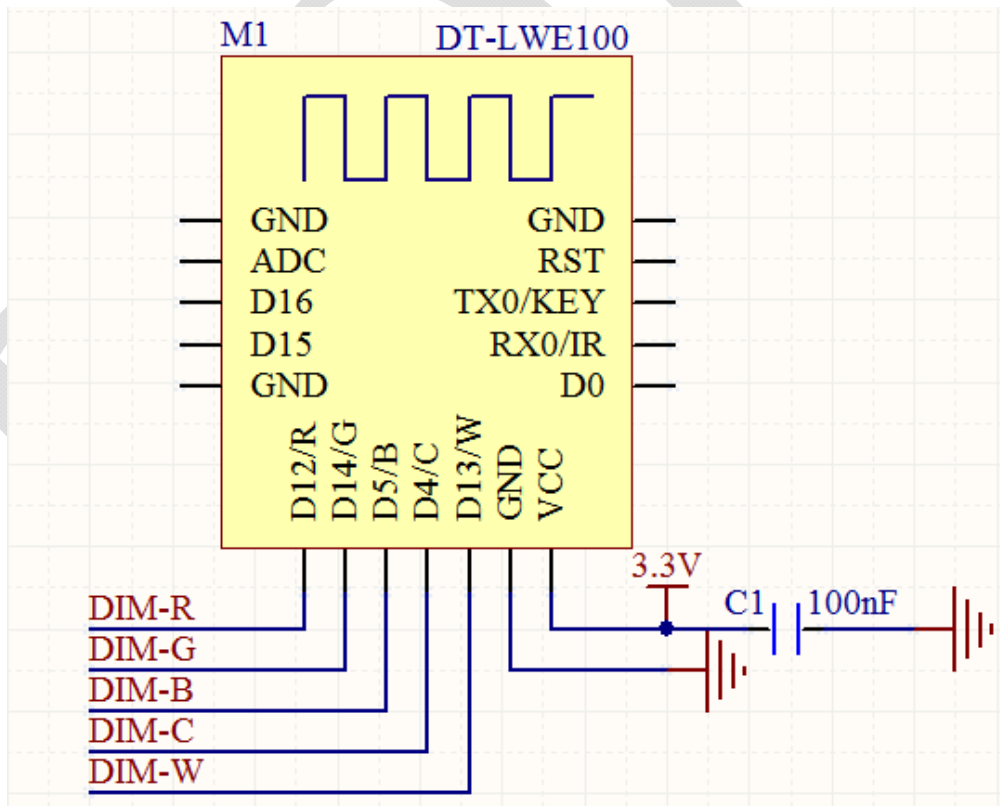 M1 DT-LWE100
GND GND
ADC RST
D16 TX0/KEY
D15 RX0/IR
GND D0
D12/R D14/G D5/B D4/C D13/W GND VCC
3.3V
C1 100nF
DIM-R
DIM-G
DIM-B
DIM-C
DIM-W